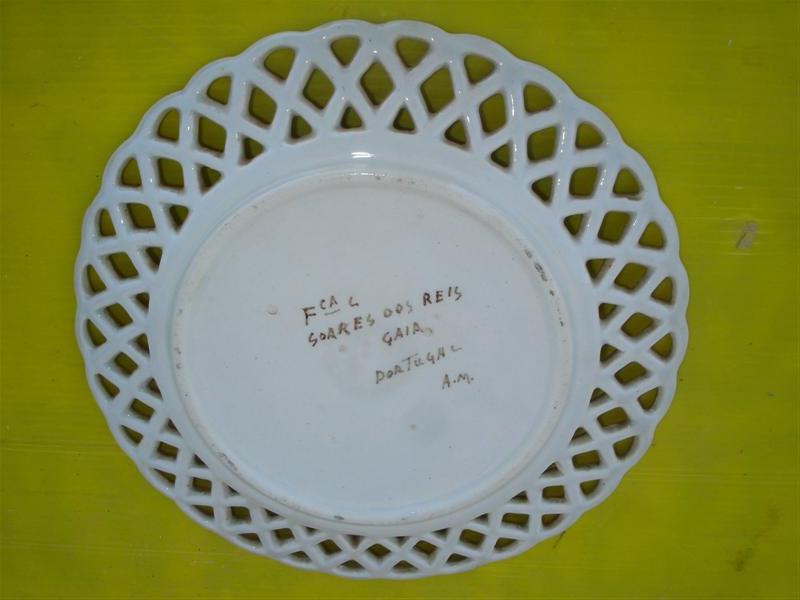 FCA G
SOARES DOS REIS
GAIA
PORTUGAL
A.M.